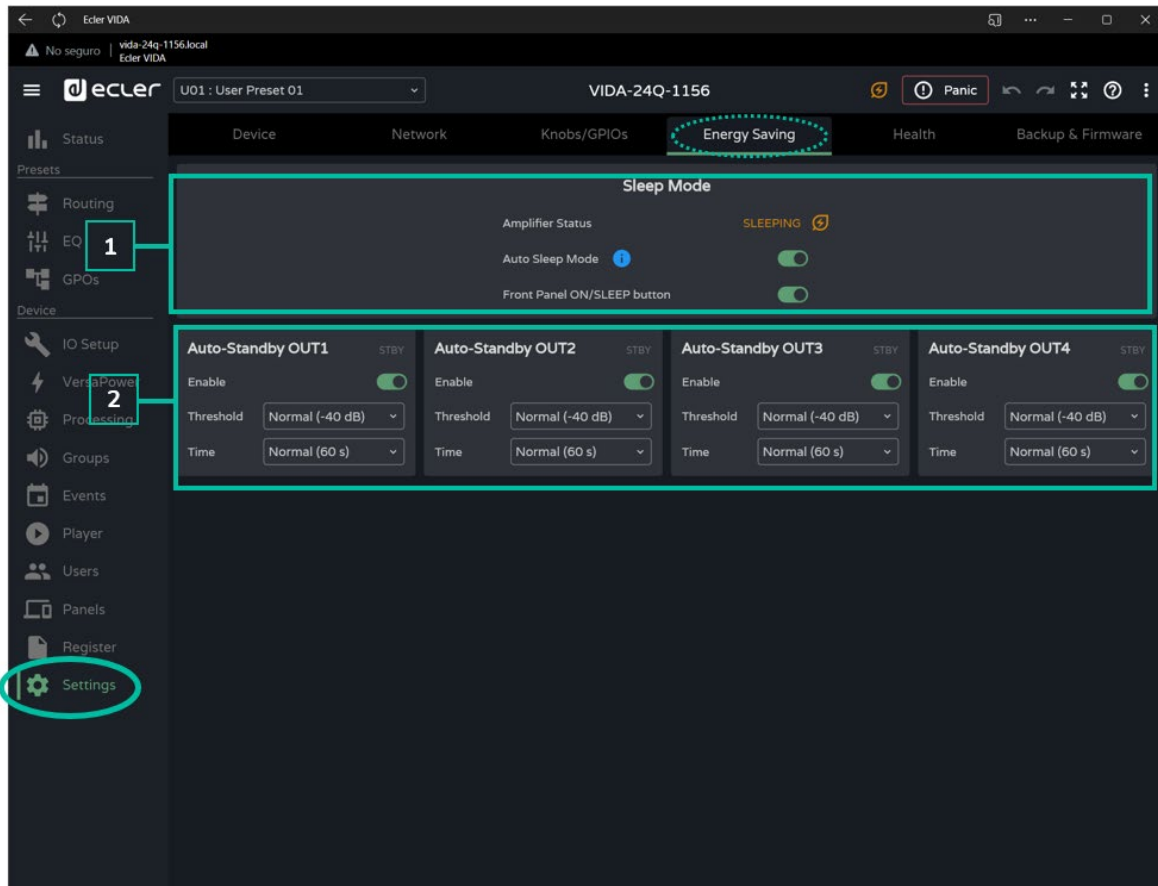 Ecler VIDA
No seguro | vida-24q-1156.local
Ecler VIDA
ecler
U01 : User Preset 01
VIDA-24Q-1156
Panic
Status
Device Network Knobs/GPIOs Energy Saving Health Backup & Firmware
Presets
Routing
EQ
GPOs
Device
IO Setup
VersaPower
Processing
Groups
Events
Player
Users
Panels
Register
Settings
1
Sleep Mode
Amplifier Status SLEEPING
Auto Sleep Mode
Front Panel ON/SLEEP button
2
Auto-Standby OUT1 STBY
Enable
Threshold Normal (-40 dB)
Time Normal (60 s)
Auto-Standby OUT2 STBY
Enable
Threshold Normal (-40 dB)
Time Normal (60 s)
Auto-Standby OUT3 STBY
Enable
Threshold Normal (-40 dB)
Time Normal (60 s)
Auto-Standby OUT4 STBY
Enable
Threshold Normal (-40 dB)
Time Normal (60 s)